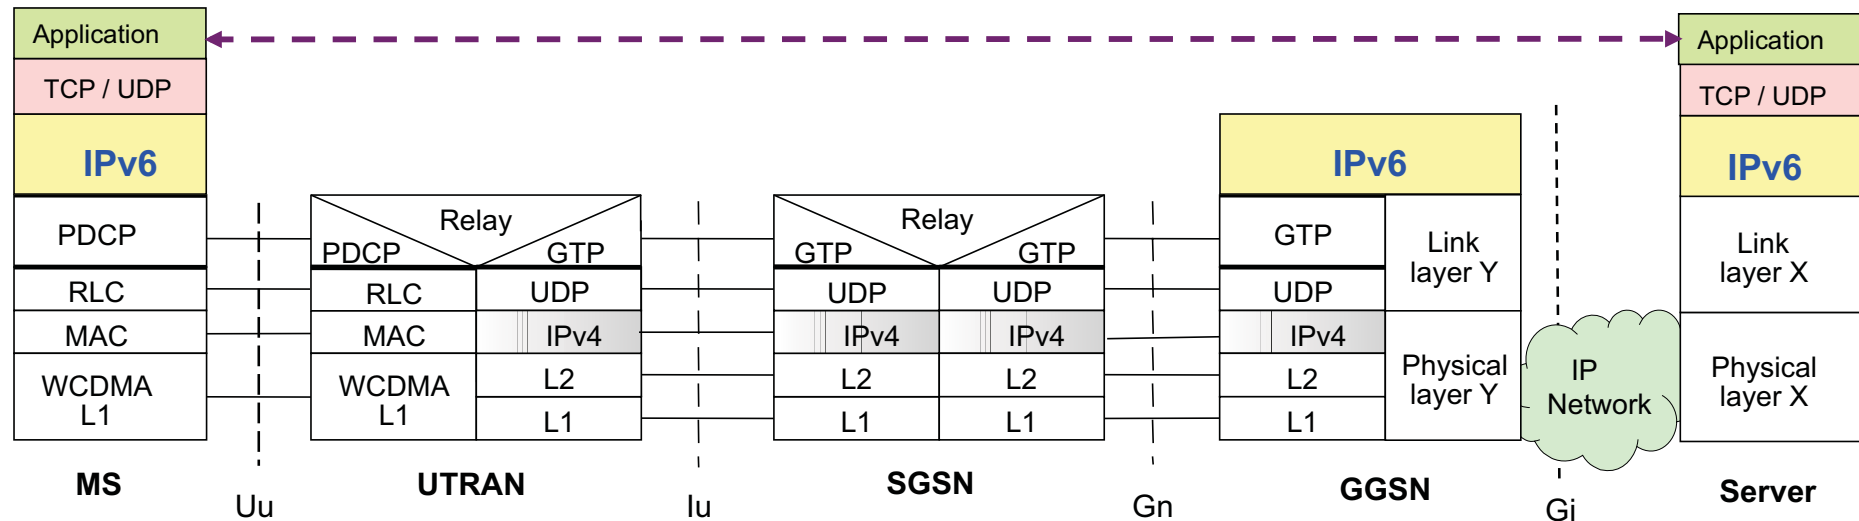 Application
TCP / UDP
IPv6
PDCP
RLC
MAC
WCDMA
L1
MS
Uu
Relay
PDCP
GTP
RLC
UDP
MAC
IPv4
WCDMA
L1
L2
L1
UTRAN
Iu
Relay
GTP
GTP
UDP
UDP
IPv4
IPv4
L2
L2
L1
L1
SGSN
Gn
IPv6
GTP
Link
layer Y
UDP
IPv4
Physical
layer Y
L2
L1
GGSN
Gi
IP
Network
Application
TCP / UDP
IPv6
Link
layer X
Physical
layer X
Server